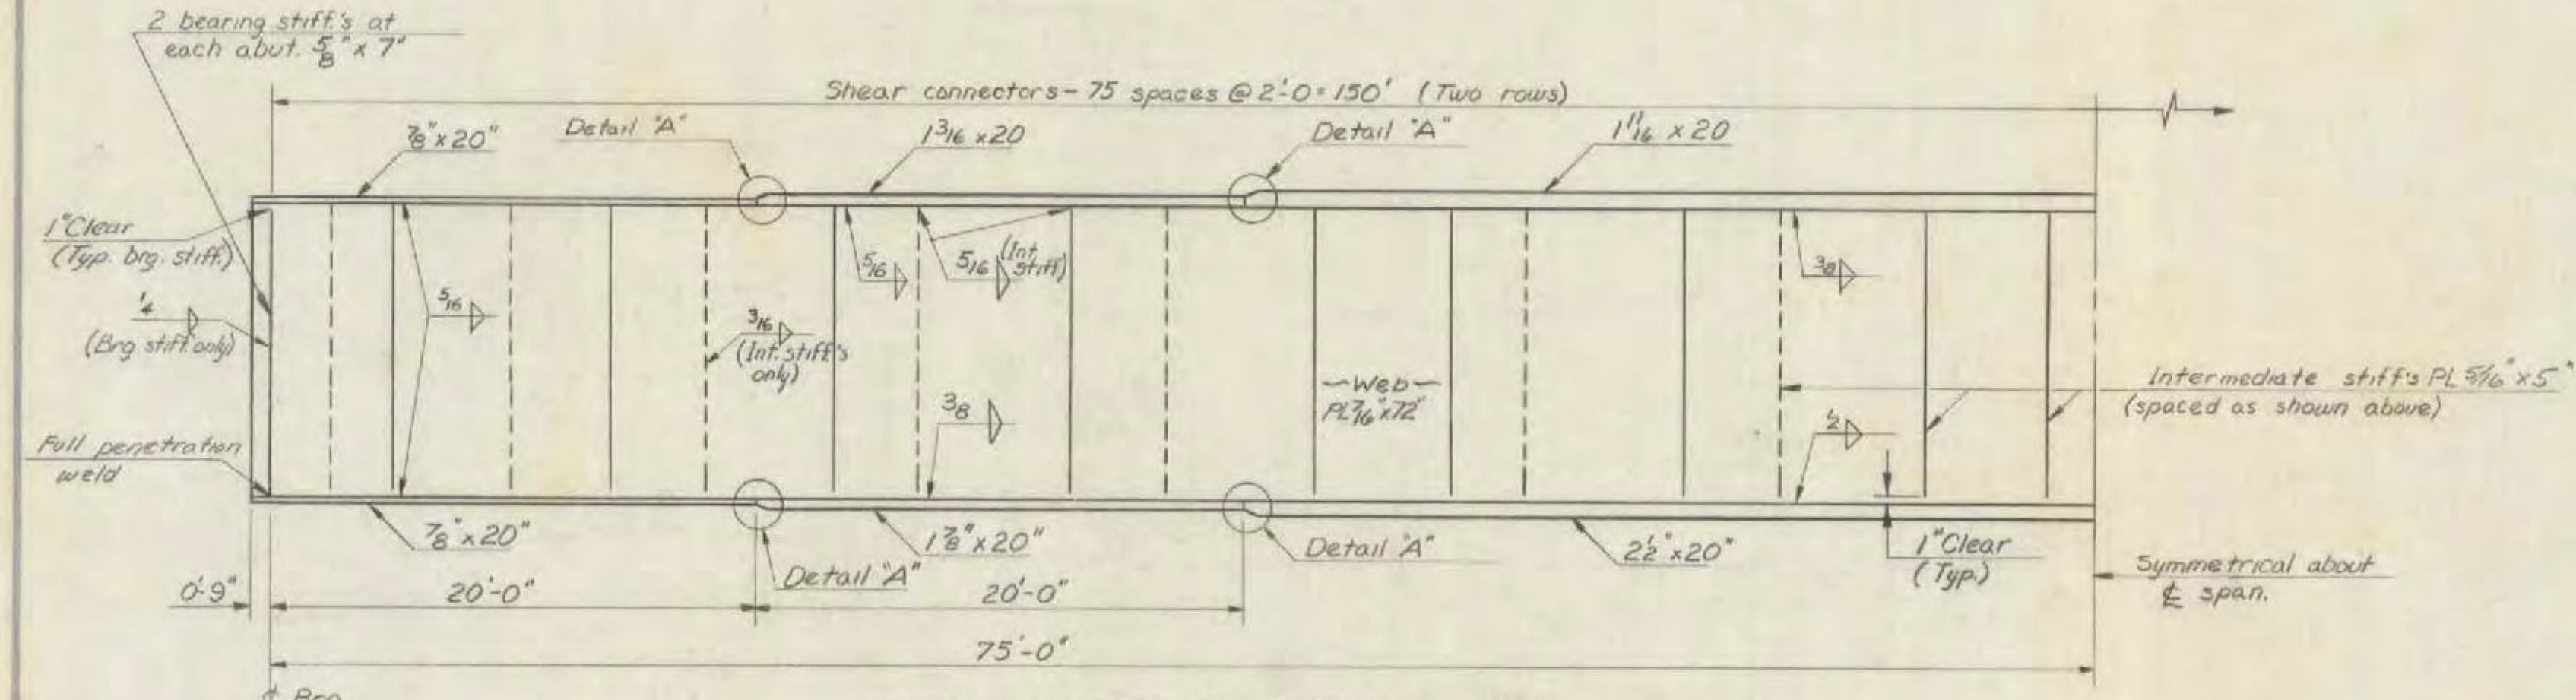 2 bearing stiff.'s at
each abut. 5/8" x 7"
Shear connectors - 75 spaces @ 2'-0 = 150' (Two rows)
7/8" x 20"
Detail "A"
1 3/16 x 20
Detail "A"
1 11/16 x 20
1" Clear
(Typ. brg. stiff.)
5/16
5/16 (Int.
stiff)
3/8
1/4
(Brg stiff. only)
5/16
3/16
(Int. stiff's
only)
3/8
~Web~
PL 7/16" x 72"
Intermediate stiff's PL 5/16" x 5"
(spaced as shown above)
1/2
Full penetration
weld
7/8" x 20"
1 7/8" x 20"
Detail "A"
2 1/2" x 20"
1" Clear
(Typ.)
Symmetrical about
℄ span.
Detail "A"
0'-9"
20'-0"
20'-0"
75'-0"
℄ Brg.